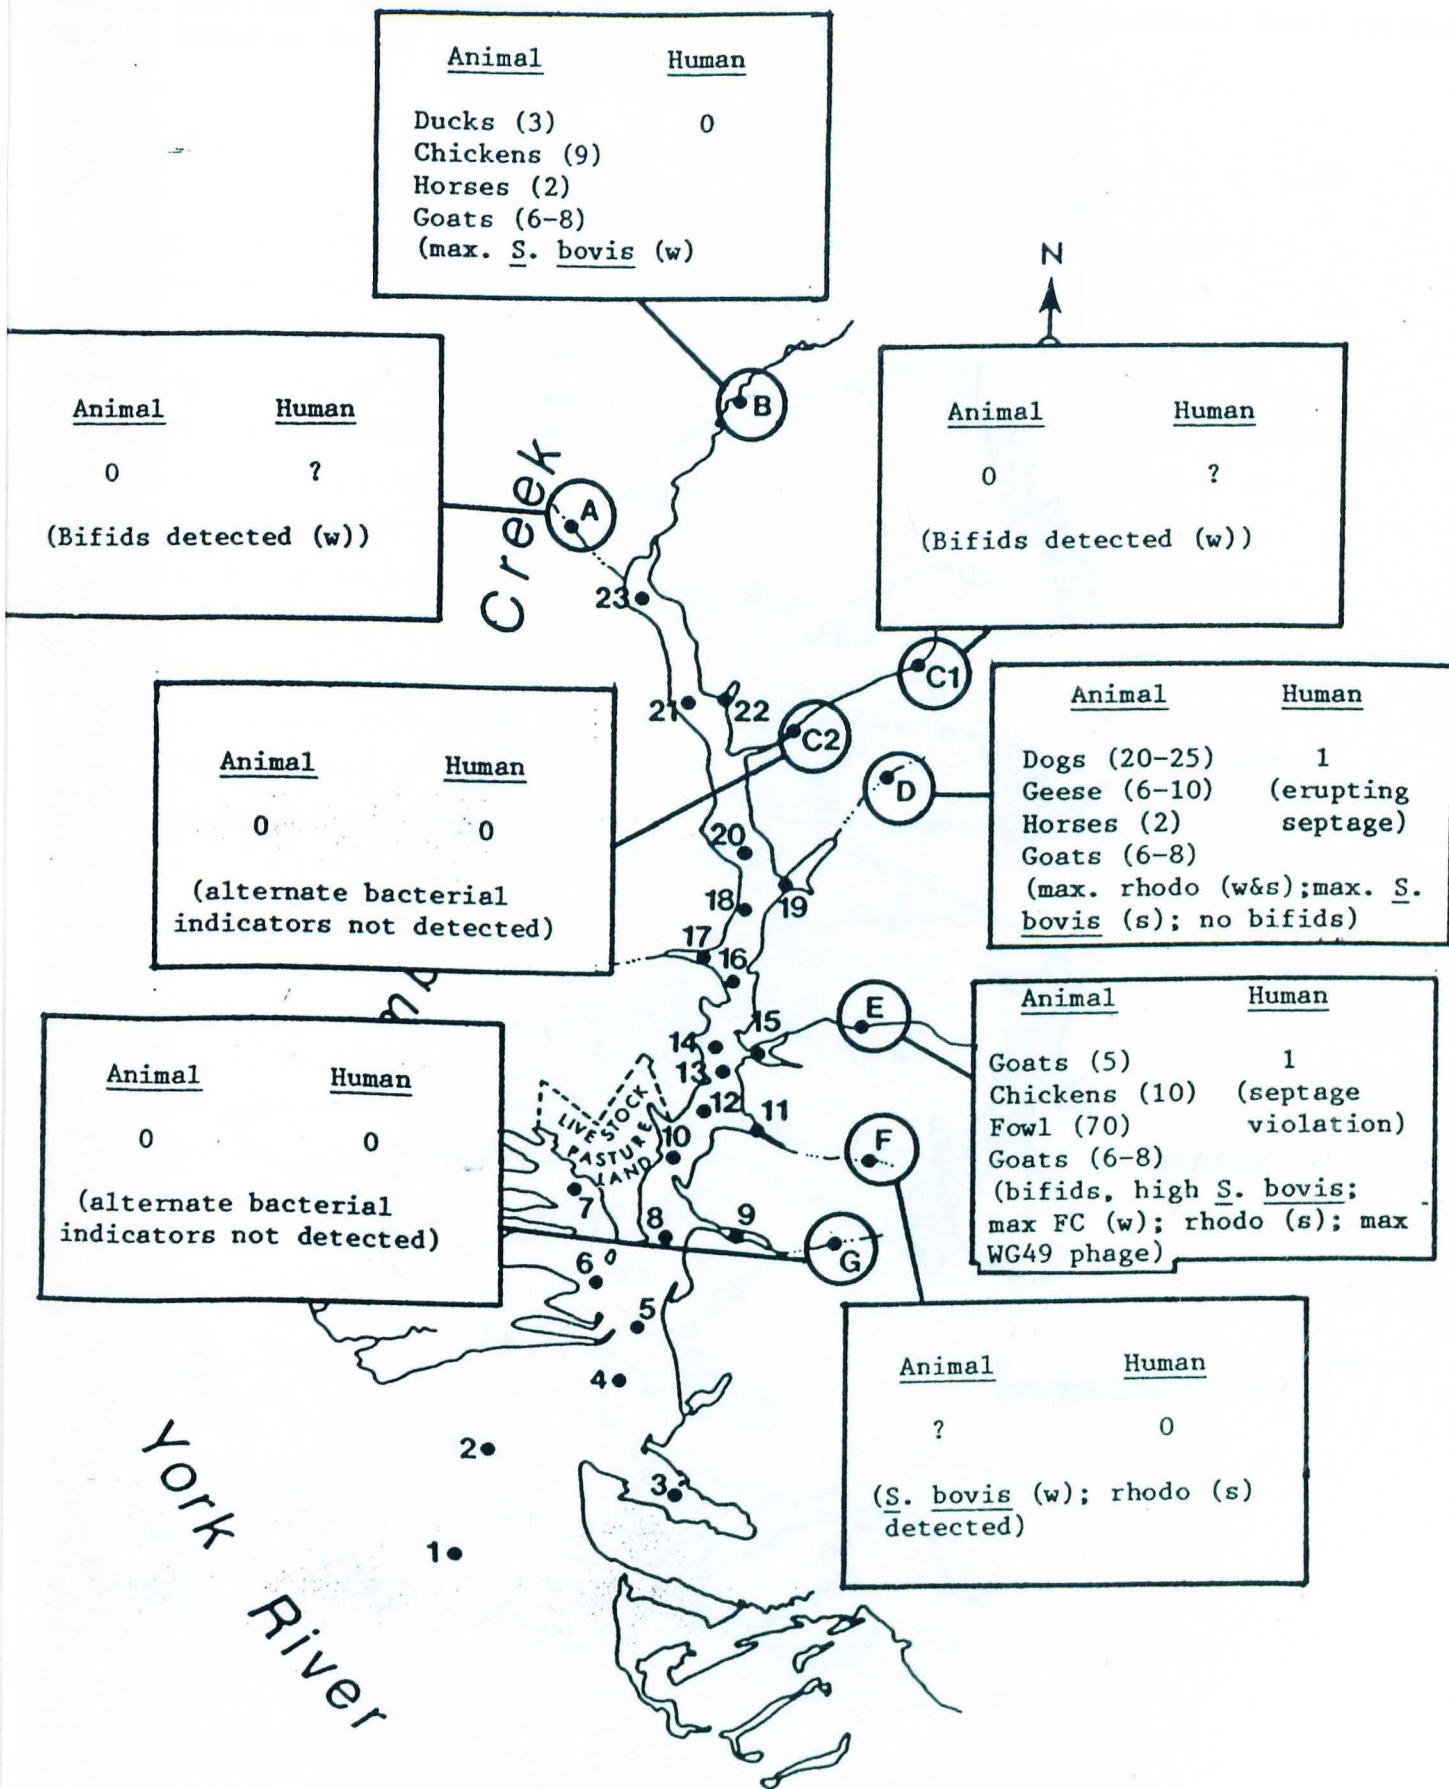 Animal Human
Ducks (3) 0
Chickens (9)
Horses (2)
Goats (6-8)
(max. S. bovis (w)
N
Animal Human
0 ?
(Bifids detected (w))
Animal Human
0 ?
(Bifids detected (w))
B
A
Creek
23
C1
21
22
C2
D
Animal Human
0 0
(alternate bacterial
indicators not detected)
Animal Human
Dogs (20-25) 1
Geese (6-10) (erupting
Horses (2) septage)
Goats (6-8)
(max. rhodo (w&s);max. S.
bovis (s); no bifids)
20
18
19
17
16
E
15
14
13
12
11
F
10
LIVE STOCK
PASTURE
LAND
7
8
9
G
6
5
4
Animal Human
0 0
(alternate bacterial
indicators not detected)
Animal Human
Goats (5) 1
Chickens (10) (septage
Fowl (70) violation)
Goats (6-8)
(bifids, high S. bovis;
max FC (w); rhodo (s); max
WG49 phage)
Animal Human
? 0
(S. bovis (w); rhodo (s)
detected)
2
3
1
York
River